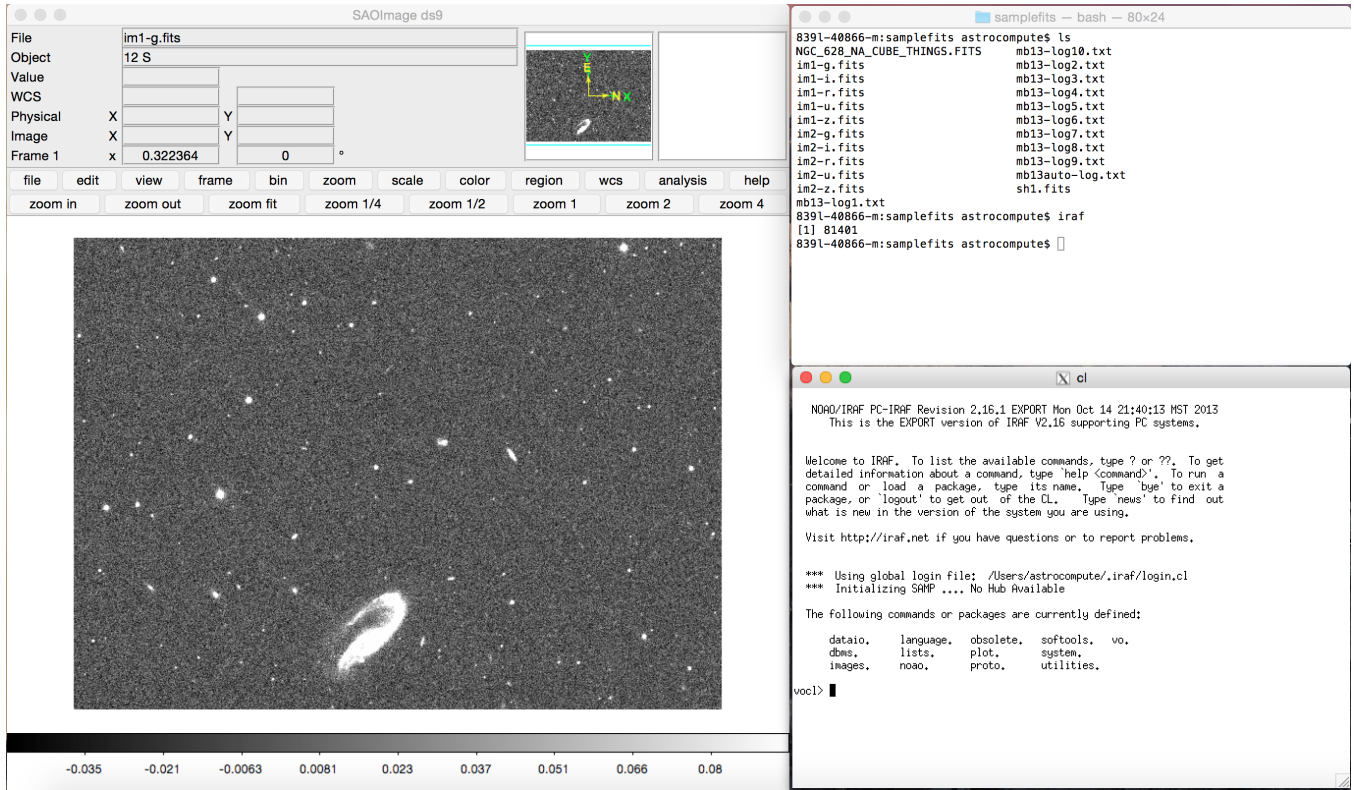 SAOImage ds9
File im1-g.fits
Object 12 S
Value
WCS
Physical X Y
Image X Y
Frame 1 x 0.322364 0 °
Y
E
N X
file edit view frame bin zoom scale color region wcs analysis help
zoom in zoom out zoom fit zoom 1/4 zoom 1/2 zoom 1 zoom 2 zoom 4
-0.035 -0.021 -0.0063 0.0081 0.023 0.037 0.051 0.066 0.08
samplefits — bash — 80×24
839l-40866-m:samplefits astrocompute$ ls
NGC_628_NA_CUBE_THINGS.FITS mb13-log10.txt
im1-g.fits mb13-log2.txt
im1-i.fits mb13-log3.txt
im1-r.fits mb13-log4.txt
im1-u.fits mb13-log5.txt
im1-z.fits mb13-log6.txt
im2-g.fits mb13-log7.txt
im2-i.fits mb13-log8.txt
im2-r.fits mb13-log9.txt
im2-u.fits mb13auto-log.txt
im2-z.fits sh1.fits
mb13-log1.txt
839l-40866-m:samplefits astrocompute$ iraf
[1] 81401
839l-40866-m:samplefits astrocompute$
X cl
NOAO/IRAF PC-IRAF Revision 2.16.1 EXPORT Mon Oct 14 21:40:13 MST 2013
This is the EXPORT version of IRAF V2.16 supporting PC systems.
Welcome to IRAF. To list the available commands, type ? or ??. To get
detailed information about a command, type `help <command>'. To run a
command or load a package, type its name. Type `bye' to exit a
package, or `logout' to get out of the CL. Type `news' to find out
what is new in the version of the system you are using.
Visit http://iraf.net if you have questions or to report problems.
*** Using global login file: /Users/astrocompute/.iraf/login.cl
*** Initializing SAMP .... No Hub Available
The following commands or packages are currently defined:
dataio. language. obsolete. softools. vo.
dbms. lists. plot. system.
images. noao. proto. utilities.
vocl>